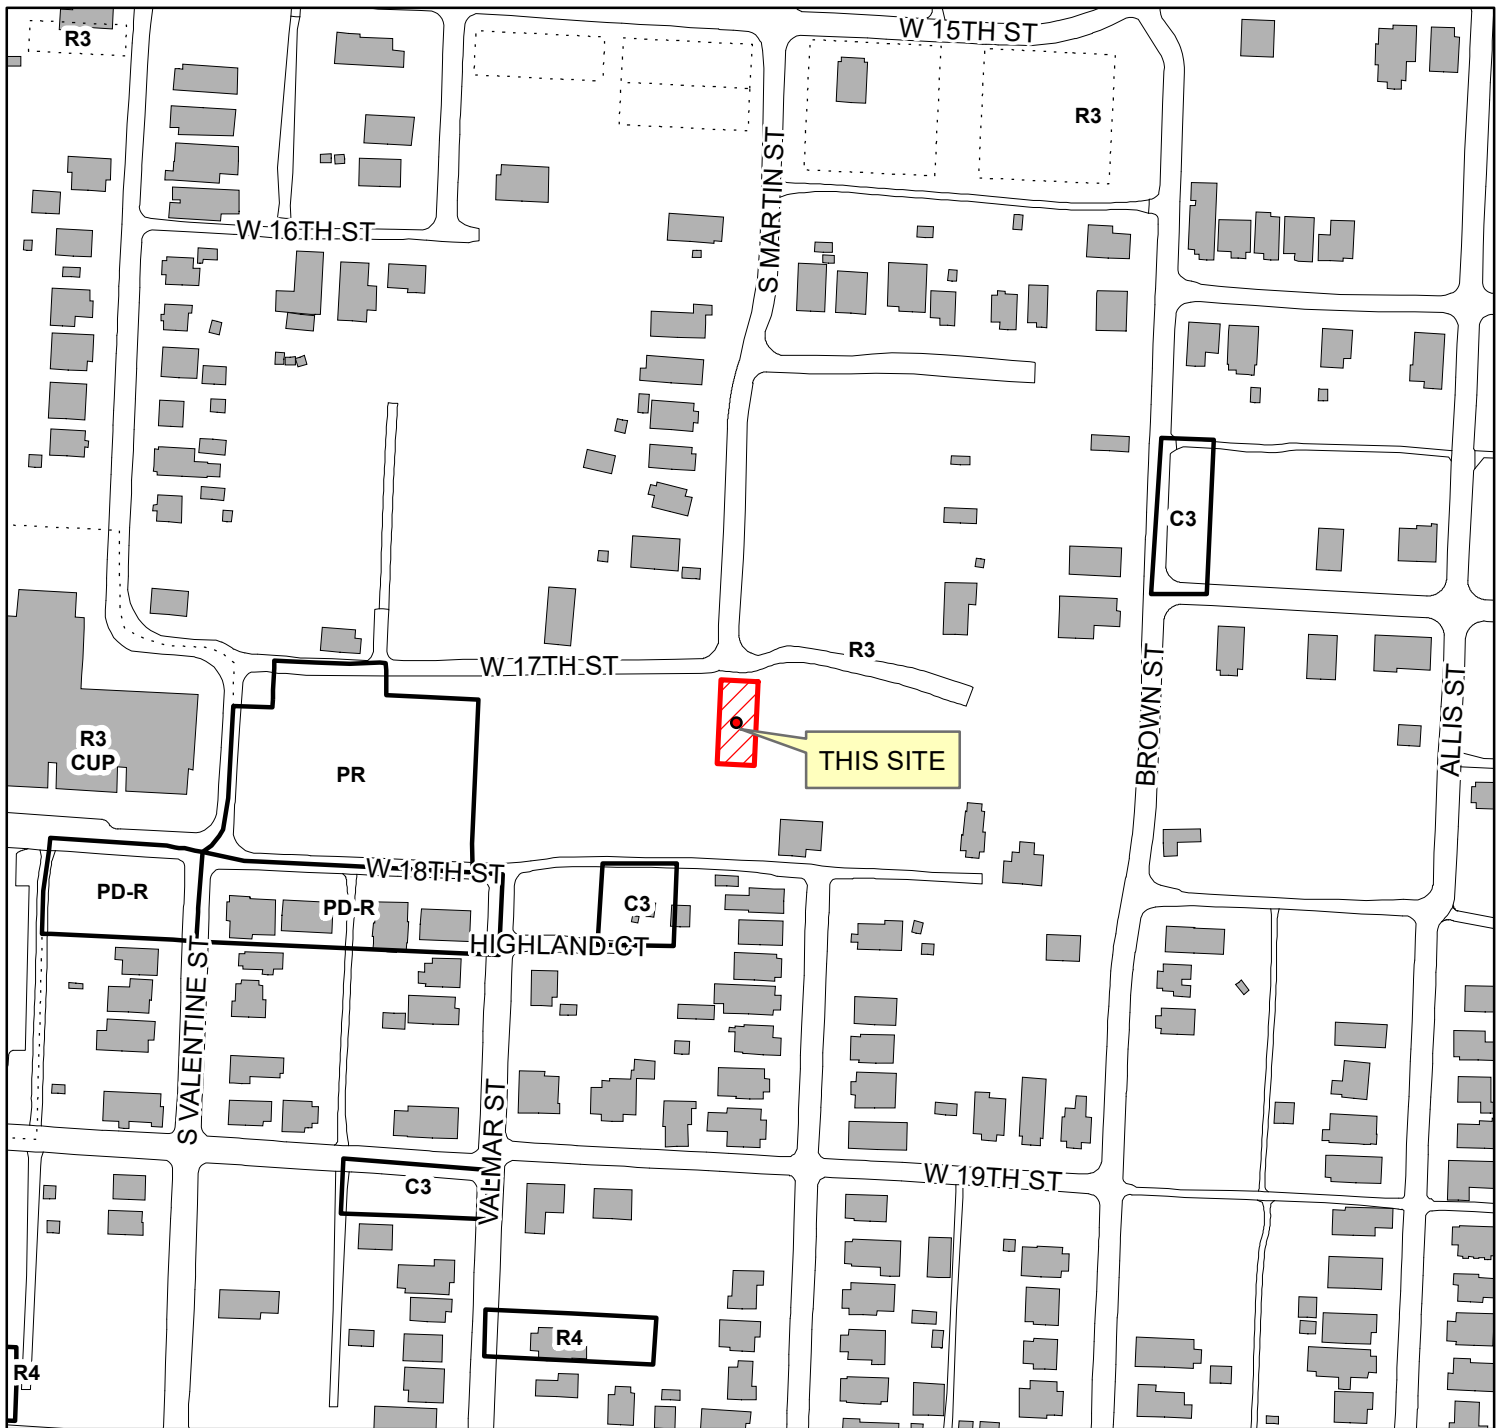 W 15TH ST
R3
R3
S MARTIN ST
W 16TH ST
C3
R3
W 17TH ST
BROWN ST
ALLIS ST
R3
CUP
PR
THIS SITE
W 18TH ST
PD-R
PD-R
C3
HIGHLAND CT
S VALENTINE ST
VALMAR ST
W 19TH ST
C3
R4
R4